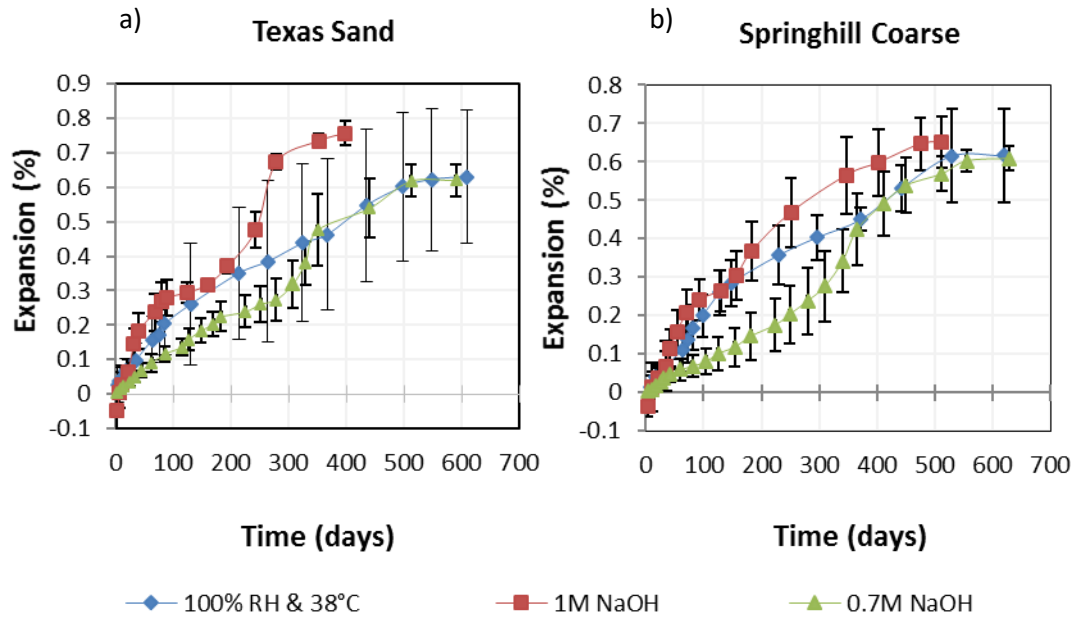 a)
Texas Sand
0.9
0.8
0.7
0.6
0.5
0.4
0.3
0.2
0.1
0
-0.1
0 100 200 300 400 500 600 700
Expansion (%)
Time (days)
b)
Springhill Coarse
0.8
0.7
0.6
0.5
0.4
0.3
0.2
0.1
0
-0.1
0 100 200 300 400 500 600 700
Expansion (%)
Time (days)
100% RH & 38°C
1M NaOH
0.7M NaOH